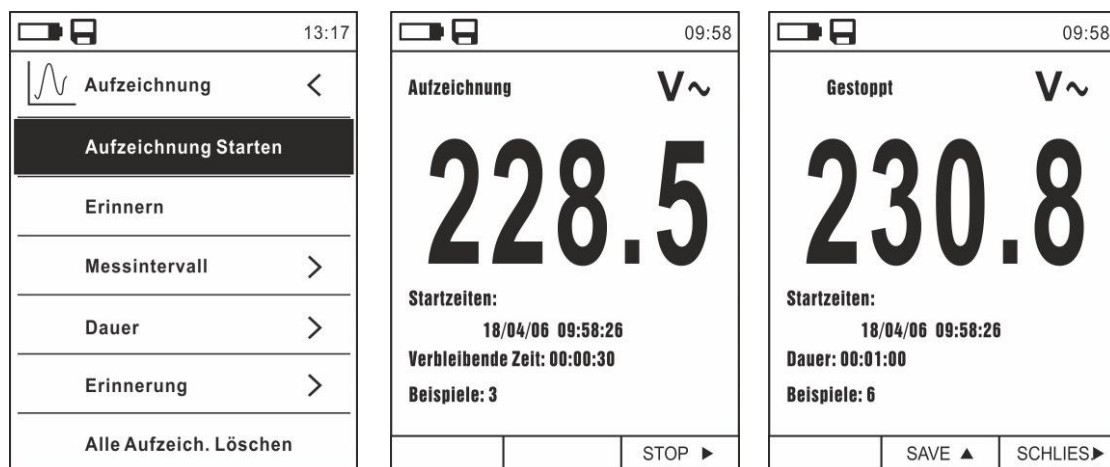 13:17
Aufzeichnung
Aufzeichnung Starten
Erinnern
Messintervall
Dauer
Erinnerung
Alle Aufzeich. Löschen
09:58
Aufzeichnung V~
228.5
Startzeiten:
18/04/06 09:58:26
Verbleibende Zeit: 00:00:30
Beispiele: 3
STOP ▶
09:58
Gestoppt V~
230.8
Startzeiten:
18/04/06 09:58:26
Dauer: 00:01:00
Beispiele: 6
SAVE ▲ SCHLIES▶